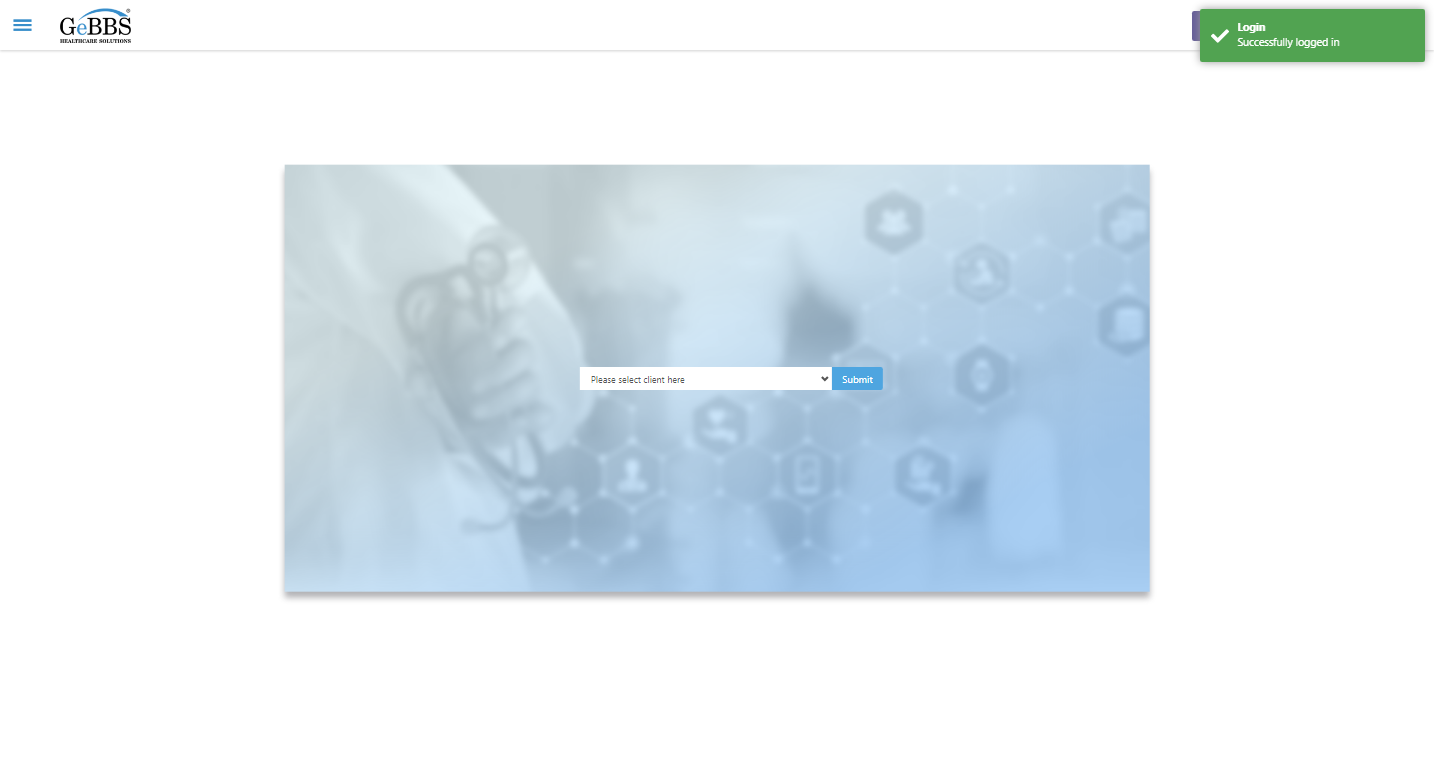 GeBBS®
HEALTHCARE SOLUTIONS
Login
Successfully logged in
Please select client here
Submit